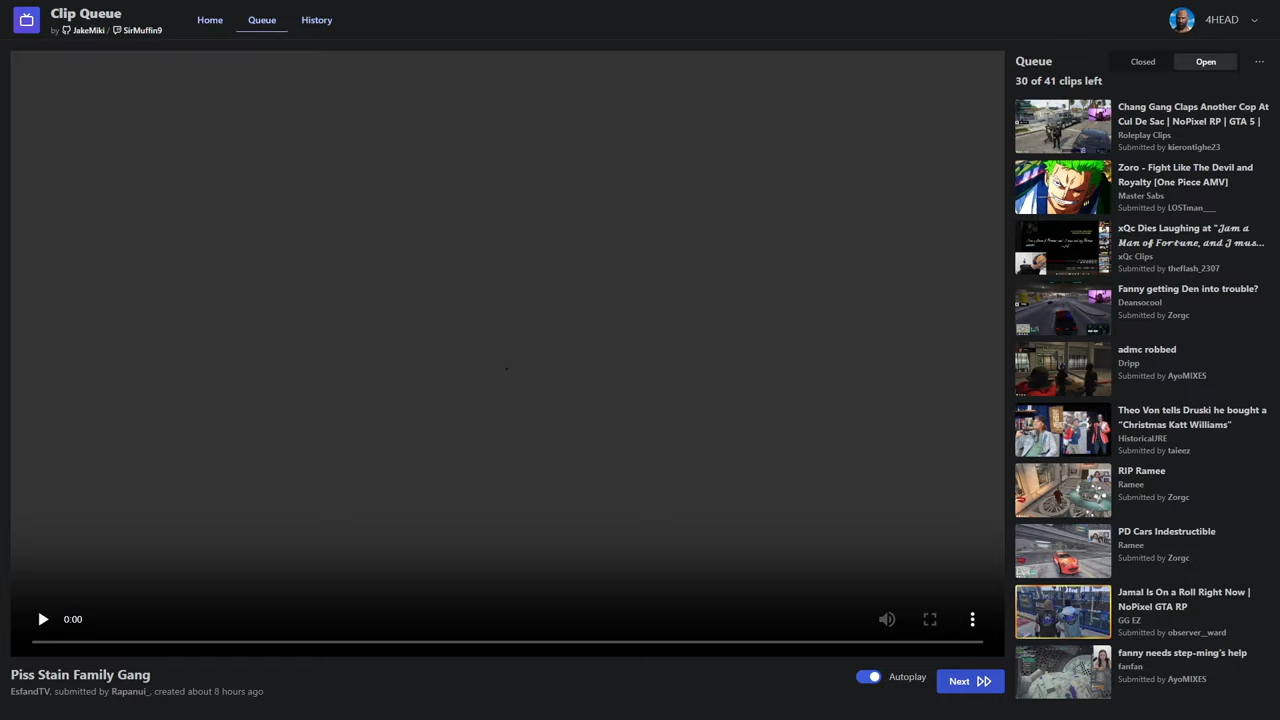 Clip Queue
by JakeMiki / SirMuffin9
Home
Queue
History
4HEAD
Queue
Closed
Open
30 of 41 clips left
Chang Gang Claps Another Cop At
Cul De Sac | NoPixel RP | GTA 5 |
Roleplay Clips
Submitted by kierontighe23
Zoro - Fight Like The Devil and
Royalty [One Piece AMV]
Master Sabs
Submitted by LOSTman___
xQc Dies Laughing at "𝓘 𝓪𝓶 𝓪
𝓜𝓪𝓷 𝓸𝓯 𝓕𝓸𝓻𝓽𝓾𝓷𝓮, 𝓪𝓷𝓭 𝓘 𝓶𝓾𝓼...
xQc Clips
Submitted by theflash_2307
Fanny getting Den into trouble?
Deansocool
Submitted by Zorgc
admc robbed
Dripp
Submitted by AyoMIXES
Theo Von tells Druski he bought a
“Christmas Katt Williams”
HistoricalJRE
Submitted by taieez
RIP Ramee
Ramee
Submitted by Zorgc
PD Cars Indestructible
Ramee
Submitted by Zorgc
Jamal Is On a Roll Right Now |
NoPixel GTA RP
GG EZ
Submitted by observer__ward
fanny needs step-ming's help
fanfan
Submitted by AyoMIXES
0:00
Piss Stain Family Gang
EsfandTV, submitted by Rapanui_, created about 8 hours ago
Autoplay
Next